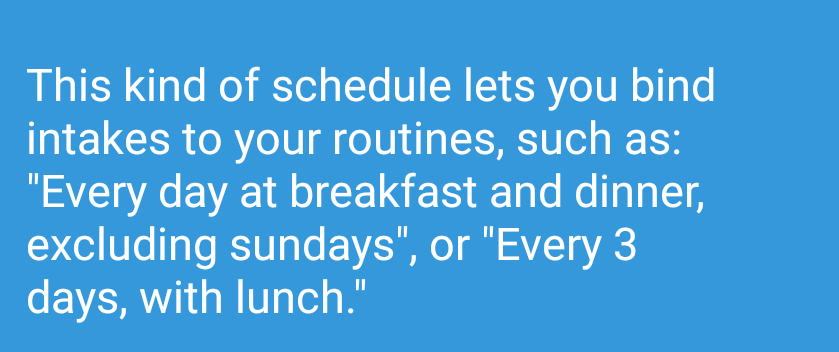 This kind of schedule lets you bind
intakes to your routines, such as:
"Every day at breakfast and dinner,
excluding sundays", or "Every 3
days, with lunch."